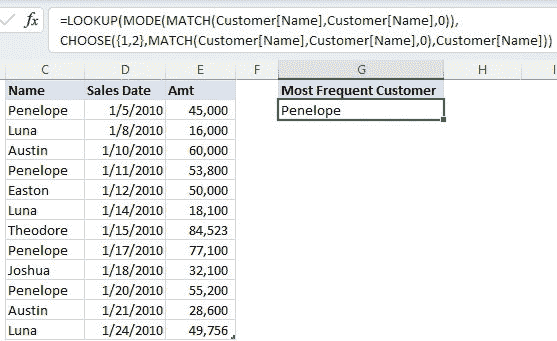 fx =LOOKUP(MODE(MATCH(Customer[Name],Customer[Name],0)),
CHOOSE({1,2},MATCH(Customer[Name],Customer[Name],0),Customer[Name]))
C D E F G H I
Name Sales Date Amt Most Frequent Customer
Penelope 1/5/2010 45,000 Penelope
Luna 1/8/2010 16,000
Austin 1/10/2010 60,000
Penelope 1/11/2010 53,800
Easton 1/12/2010 50,000
Luna 1/14/2010 18,100
Theodore 1/15/2010 84,523
Penelope 1/17/2010 77,100
Joshua 1/18/2010 32,100
Penelope 1/20/2010 55,200
Austin 1/21/2010 28,600
Luna 1/24/2010 49,756